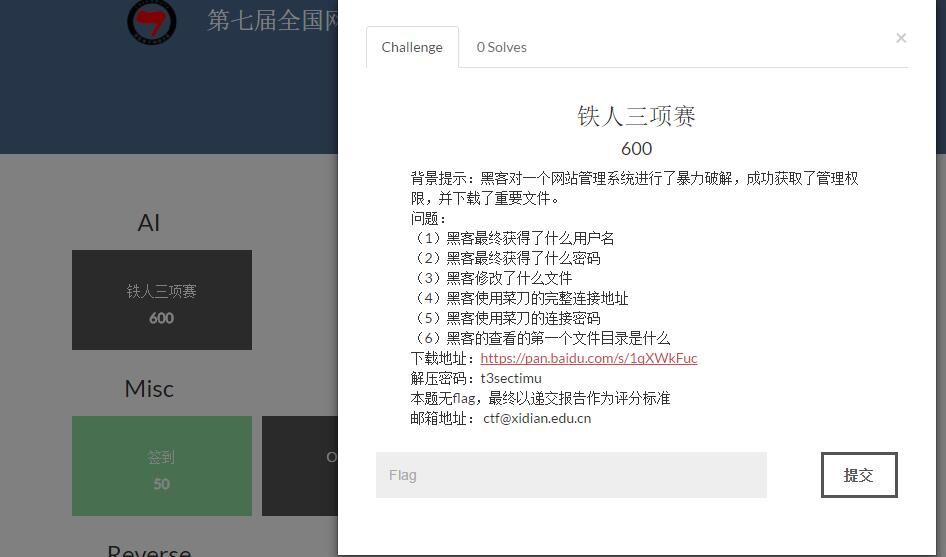 第七届全国网
Challenge
0 Solves
×
铁人三项赛
600
背景提示：黑客对一个网站管理系统进行了暴力破解，成功获取了管理权
限，并下载了重要文件。
问题：
（1）黑客最终获得了什么用户名
（2）黑客最终获得了什么密码
（3）黑客修改了什么文件
（4）黑客使用菜刀的完整连接地址
（5）黑客使用菜刀的连接密码
（6）黑客的查看的第一个文件目录是什么
下载地址：https://pan.baidu.com/s/1qXWkFuc
解压密码：t3sectimu
本题无flag，最终以递交报告作为评分标准
邮箱地址： ctf@xidian.edu.cn
Flag
提交
AI
铁人三项赛
600
Misc
签到
50
O
Reverse